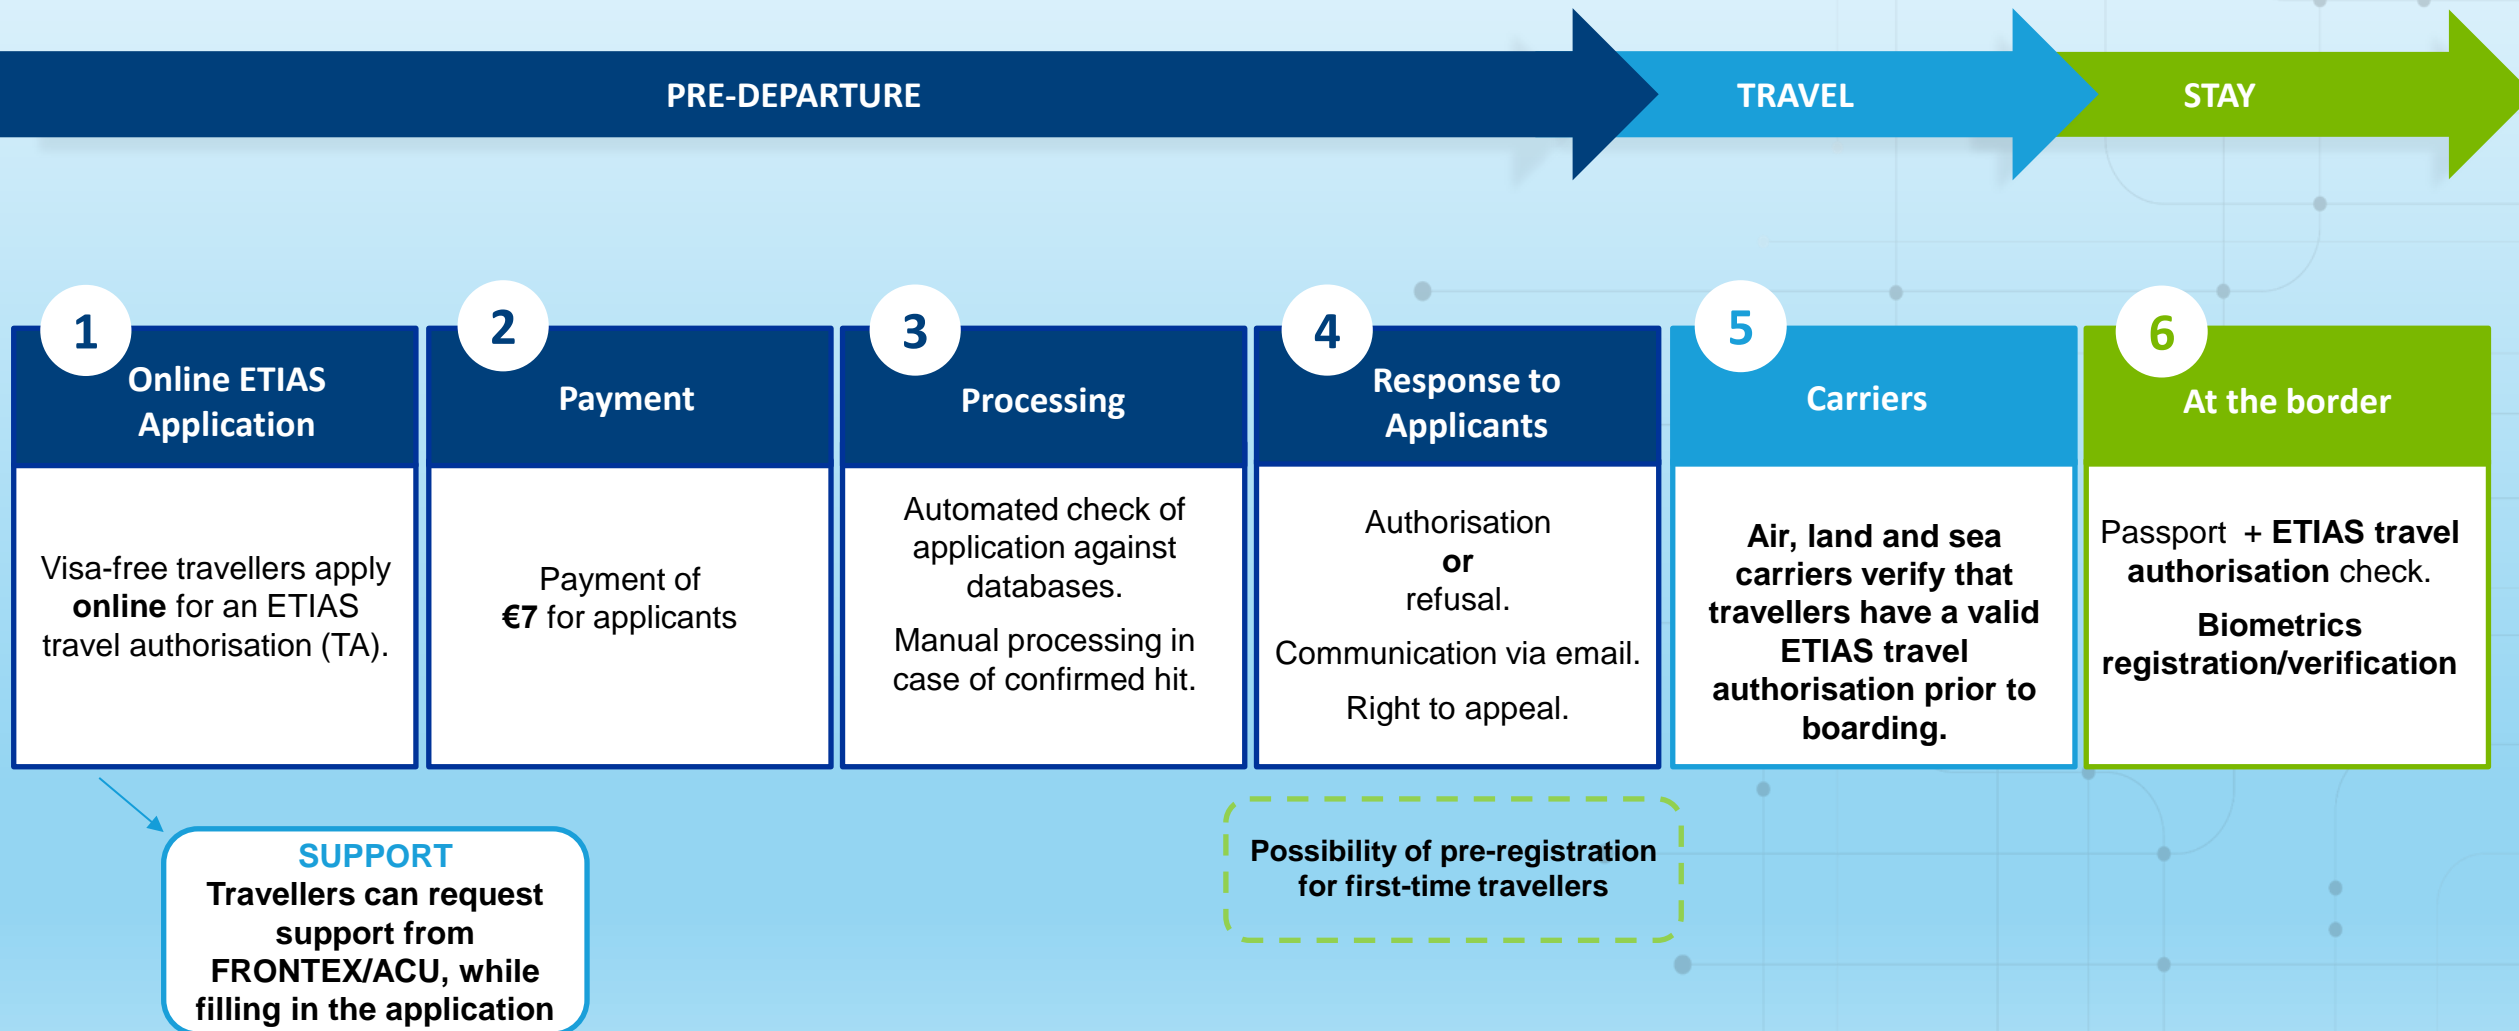 PRE-DEPARTURE
TRAVEL
STAY
1
Online ETIAS
Application
Visa-free travellers apply
online for an ETIAS
travel authorisation (TA).
2
Payment
Payment of
€7 for applicants
3
Processing
Automated check of
application against
databases.
Manual processing in
case of confirmed hit.
4
Response to
Applicants
Authorisation
or
refusal.
Communication via email.
Right to appeal.
5
Carriers
Air, land and sea
carriers verify that
travellers have a valid
ETIAS travel
authorisation prior to
boarding.
6
At the border
Passport + ETIAS travel
authorisation check.
Biometrics
registration/verification
SUPPORT
Travellers can request
support from
FRONTEX/ACU, while
filling in the application
Possibility of pre-registration
for first-time travellers